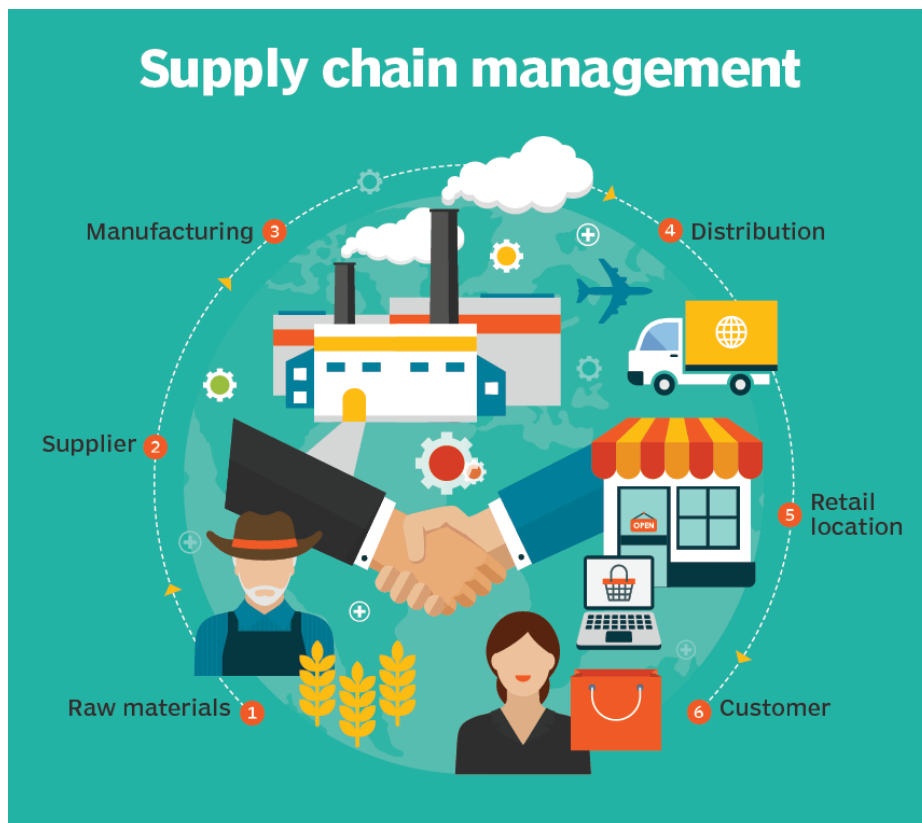 Supply chain management
Manufacturing 3
4 Distribution
Supplier 2
OPEN
5 Retail
location
Raw materials 1
6 Customer